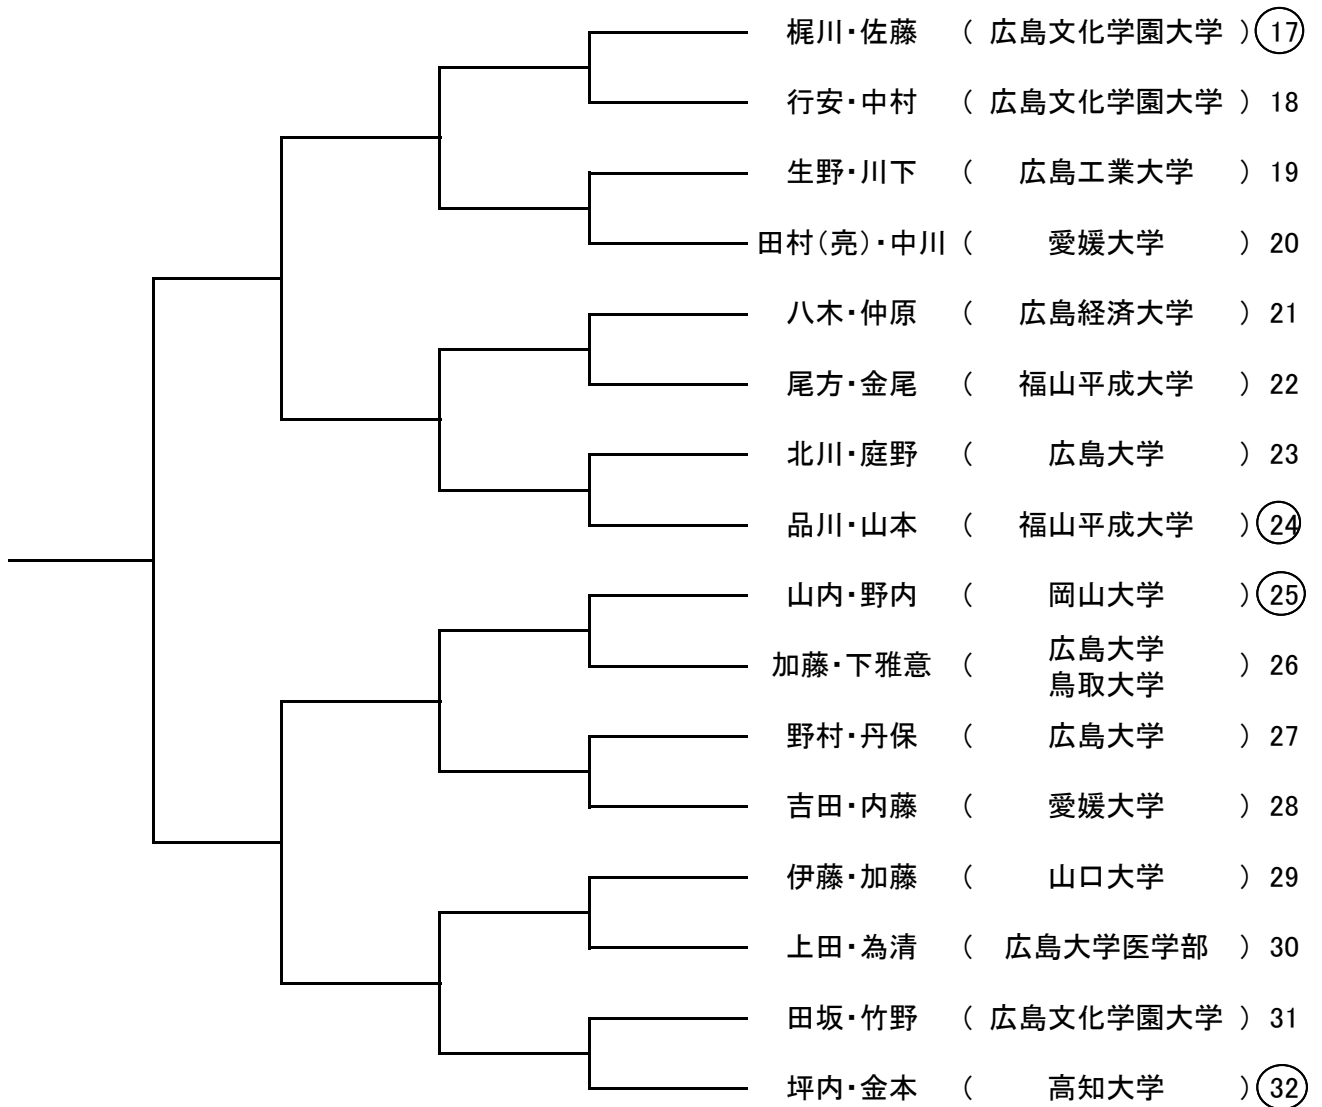 梶川・佐藤 ( 広島文化学園大学 ) 17
行安・中村 ( 広島文化学園大学 ) 18
生野・川下 ( 広島工業大学 ) 19
田村(亮)・中川 ( 愛媛大学 ) 20
八木・仲原 ( 広島経済大学 ) 21
尾方・金尾 ( 福山平成大学 ) 22
北川・庭野 ( 広島大学 ) 23
品川・山本 ( 福山平成大学 ) 24
山内・野内 ( 岡山大学 ) 25
加藤・下雅意 ( 広島大学
鳥取大学 ) 26
野村・丹保 ( 広島大学 ) 27
吉田・内藤 ( 愛媛大学 ) 28
伊藤・加藤 ( 山口大学 ) 29
上田・為清 ( 広島大学医学部 ) 30
田坂・竹野 ( 広島文化学園大学 ) 31
坪内・金本 ( 高知大学 ) 32